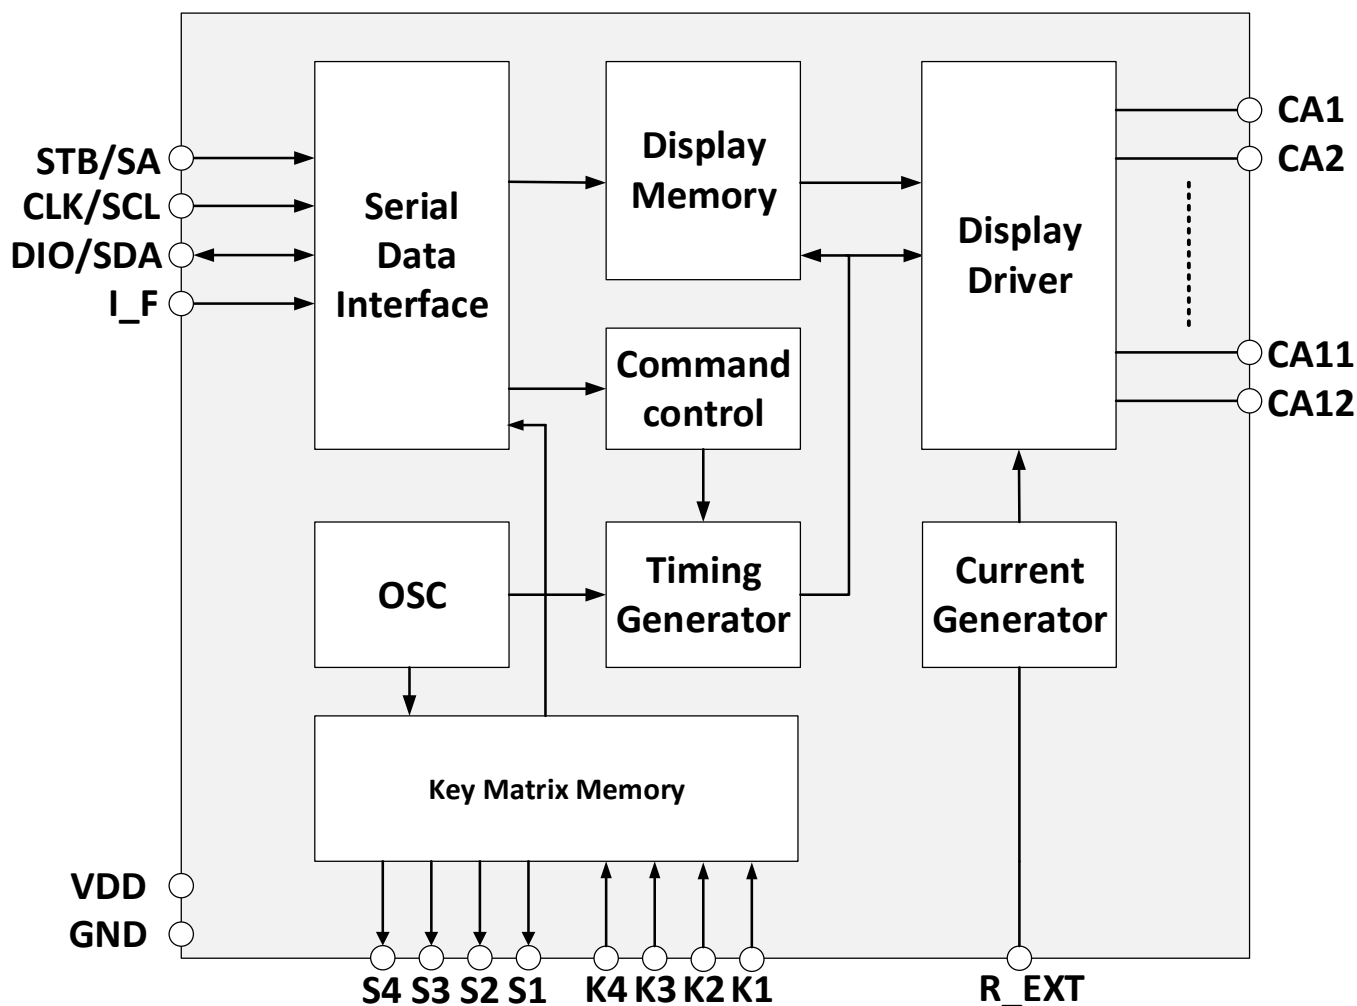 STB/SA
CLK/SCL
DIO/SDA
I_F
Serial
Data
Interface
Display
Memory
Display
Driver
CA1
CA2
CA11
CA12
Command
control
OSC
Timing
Generator
Current
Generator
Key Matrix Memory
VDD
GND
S4 S3 S2 S1 K4 K3 K2 K1 R_EXT